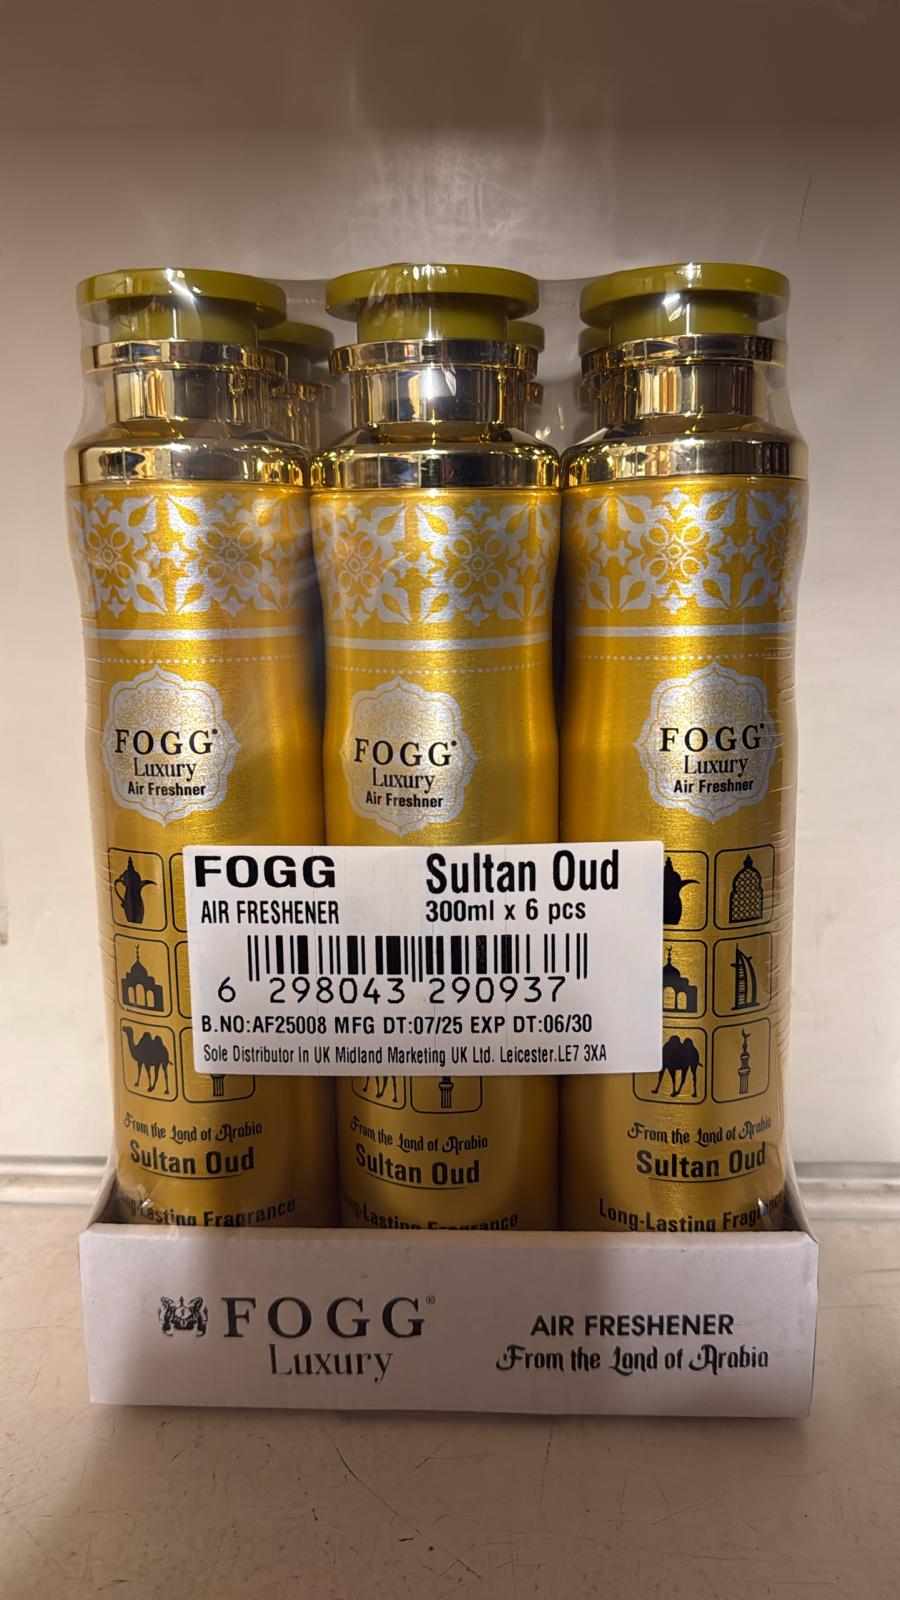 FOGG®
Luxury
Air Freshner
FOGG®
Luxury
Air Freshner
FOGG®
Luxury
Air Freshner
FOGG Sultan Oud
AIR FRESHENER 300ml x 6 pcs
6 298043 290937
B.NO:AF25008 MFG DT:07/25 EXP DT:06/30
Sole Distributor In UK Midland Marketing UK Ltd. Leicester.LE7 3XA
From the Land of Arabia
Sultan Oud
Fragrance
From the Land of Arabia
Sultan Oud
From the Land of Arabia
Sultan Oud
Long-Lasting
FOGG®
Luxury
AIR FRESHENER
From the Land of Arabia